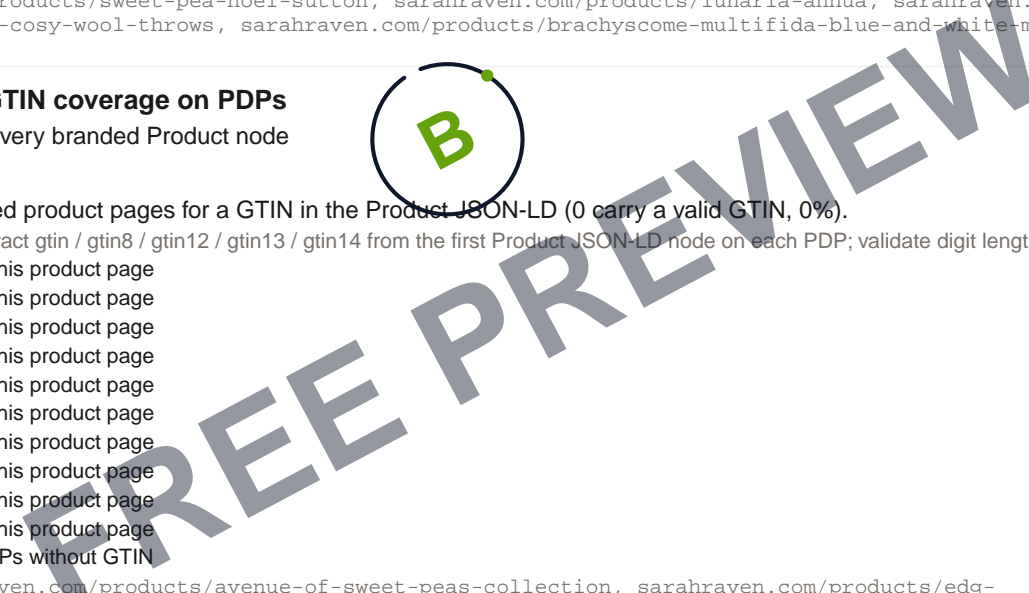 roducts/sweet-pea-noel-sutton, sarahraven.com/products/lunaria-annua, sarahraven.
-cosy-wool-throws, sarahraven.com/products/brachyscome-multifida-blue-and-white-m
GTIN coverage on PDPs
very branded Product node
B
ed product pages for a GTIN in the Product JSON-LD (0 carry a valid GTIN, 0%).
ract gtin / gtin8 / gtin12 / gtin13 / gtin14 from the first Product JSON-LD node on each PDP; validate digit lengt
his product page
his product page
his product page
his product page
his product page
his product page
his product page
his product page
his product page
his product page
Ps without GTIN
ven.com/products/avenue-of-sweet-peas-collection, sarahraven.com/products/edg-
FREE PREVIEW